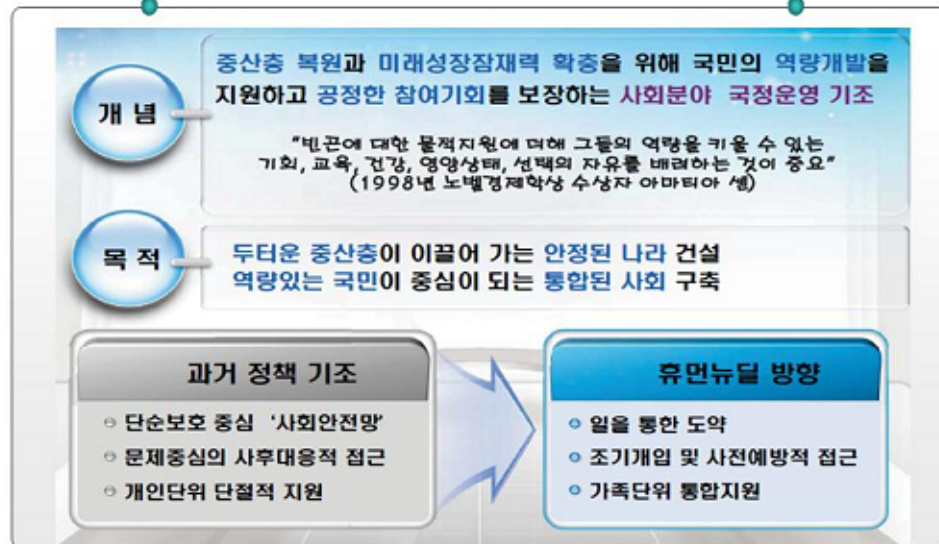 개 념
중산층 복원과 미래성장잠재력 확충을 위해 국민의 역량개발을
지원하고 공정한 참여기회를 보장하는 사회분야 국정운영 기조
"빈곤에 대한 물적지원에 더해 그들의 역량을 키울 수 있는
기회, 교육, 건강, 영양상태, 선택의 자유를 배려하는 것이 중요"
(1998년 노벨경제학상 수상자 아마티아 센)
목 적
두터운 중산층이 이끌어 가는 안정된 나라 건설
역량있는 국민이 중심이 되는 통합된 사회 구축
과거 정책 기조
단순보호 중심 '사회안전망'
문제중심의 사후대응적 접근
개인단위 단절적 지원
휴먼뉴딜 방향
일을 통한 도약
조기개입 및 사전예방적 접근
가족단위 통합지원